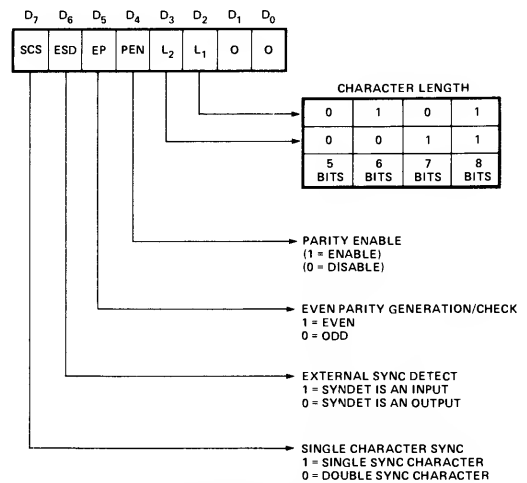 D7 D6 D5 D4 D3 D2 D1 D0
SCS ESD EP PEN L2 L1 0 0
CHARACTER LENGTH
0 1 0 1
0 0 1 1
5 BITS 6 BITS 7 BITS 8 BITS
PARITY ENABLE
(1 = ENABLE)
(0 = DISABLE)
EVEN PARITY GENERATION/CHECK
1 = EVEN
0 = ODD
EXTERNAL SYNC DETECT
1 = SYNDET IS AN INPUT
0 = SYNDET IS AN OUTPUT
SINGLE CHARACTER SYNC
1 = SINGLE SYNC CHARACTER
0 = DOUBLE SYNC CHARACTER